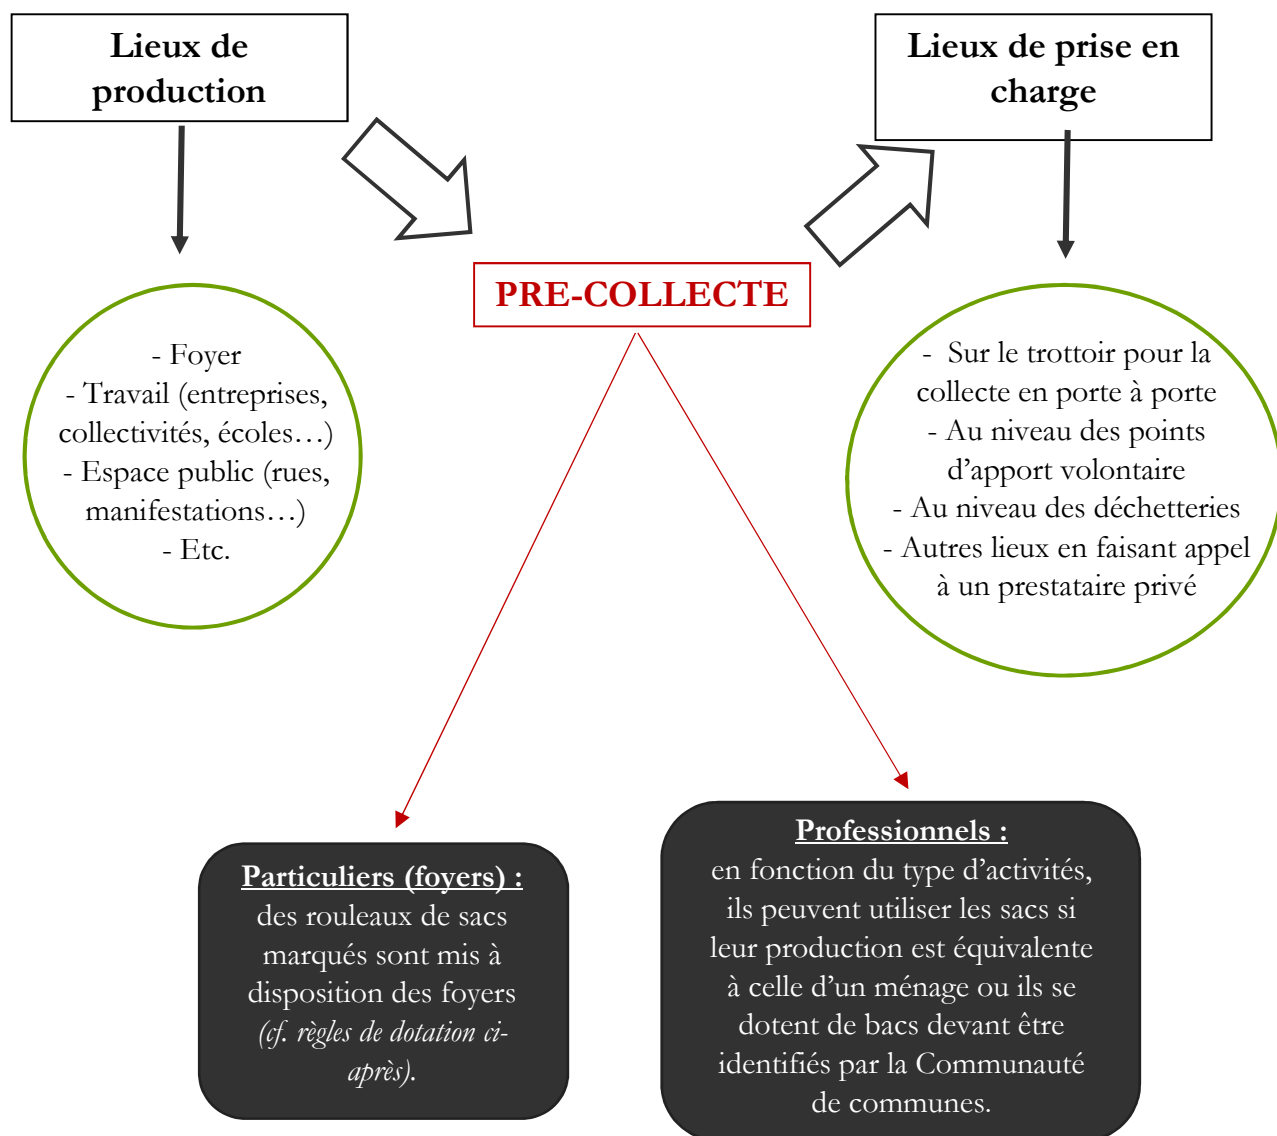 Lieux de
production
Lieux de prise en
charge
PRE-COLLECTE
- Foyer
- Travail (entreprises,
collectivités, écoles…)
- Espace public (rues,
manifestations…)
- Etc.
- Sur le trottoir pour la
collecte en porte à porte
- Au niveau des points
d’apport volontaire
- Au niveau des déchetteries
- Autres lieux en faisant appel
à un prestataire privé
Particuliers (foyers) :
des rouleaux de sacs
marqués sont mis à
disposition des foyers
(cf. règles de dotation ci-
après).
Professionnels :
en fonction du type d’activités,
ils peuvent utiliser les sacs si
leur production est équivalente
à celle d’un ménage ou ils se
dotent de bacs devant être
identifiés par la Communauté
de communes.